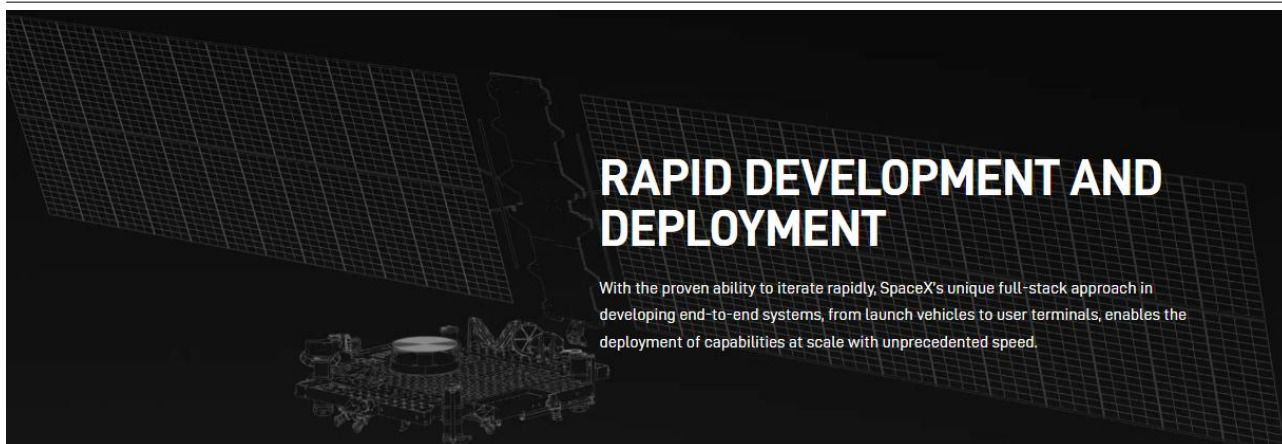 RAPID DEVELOPMENT AND
DEPLOYMENT
With the proven ability to iterate rapidly, SpaceX's unique full-stack approach in
developing end-to-end systems, from launch vehicles to user terminals, enables the
deployment of capabilities at scale with unprecedented speed.